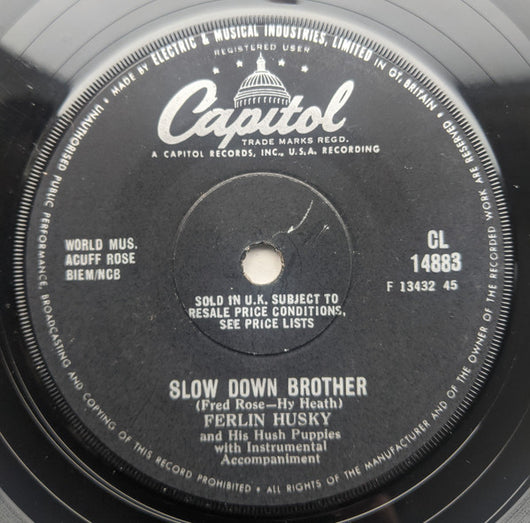 MADE BY ELECTRIC & MUSICAL INDUSTRIES, LIMITED IN GT. BRITAIN • ALL RIGHTS OF THE MANUFACTURER AND OF THE OWNER OF THE RECORDED WORK RESERVED
UNAUTHORISED PUBLIC PERFORMANCE, BROADCASTING AND COPYING OF THIS RECORD PROHIBITED •
REGISTERED USER
Capitol
TRADE MARKS REGD.
A CAPITOL RECORDS, INC., U.S.A. RECORDING
WORLD MUS.
ACUFF ROSE
BIEM/NCB
CL
14883
F 13432 45
SOLD IN U.K. SUBJECT TO
RESALE PRICE CONDITIONS,
SEE PRICE LISTS
SLOW DOWN BROTHER
(Fred Rose—Hy Heath)
FERLIN HUSKY
and His Hush Puppies
with Instrumental
Accompaniment